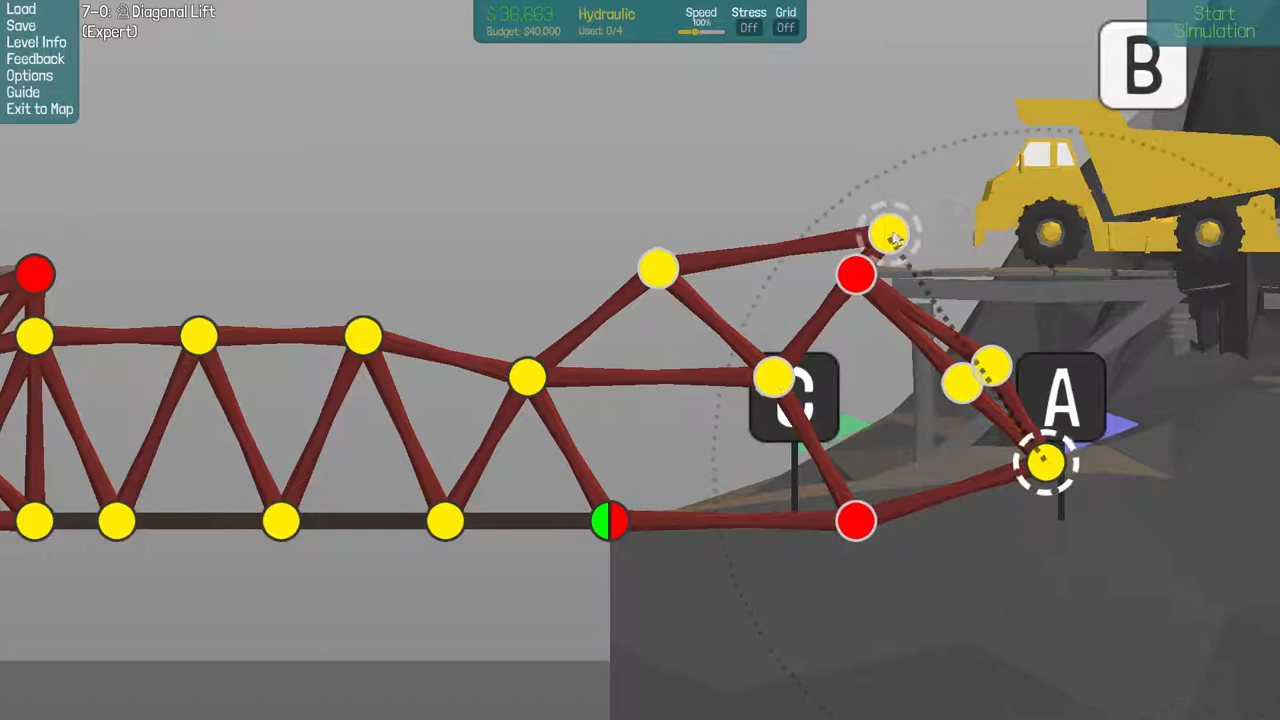 Load
Save
Level Info
Feedback
Options
Guide
Exit to Map
7-0: Diagonal Lift
(Expert)
$ 36,663
Budget: $40,000
Hydraulic
Used: 0/4
Speed
100%
Stress
Off
Grid
Off
Start
Simulation
B
C
A